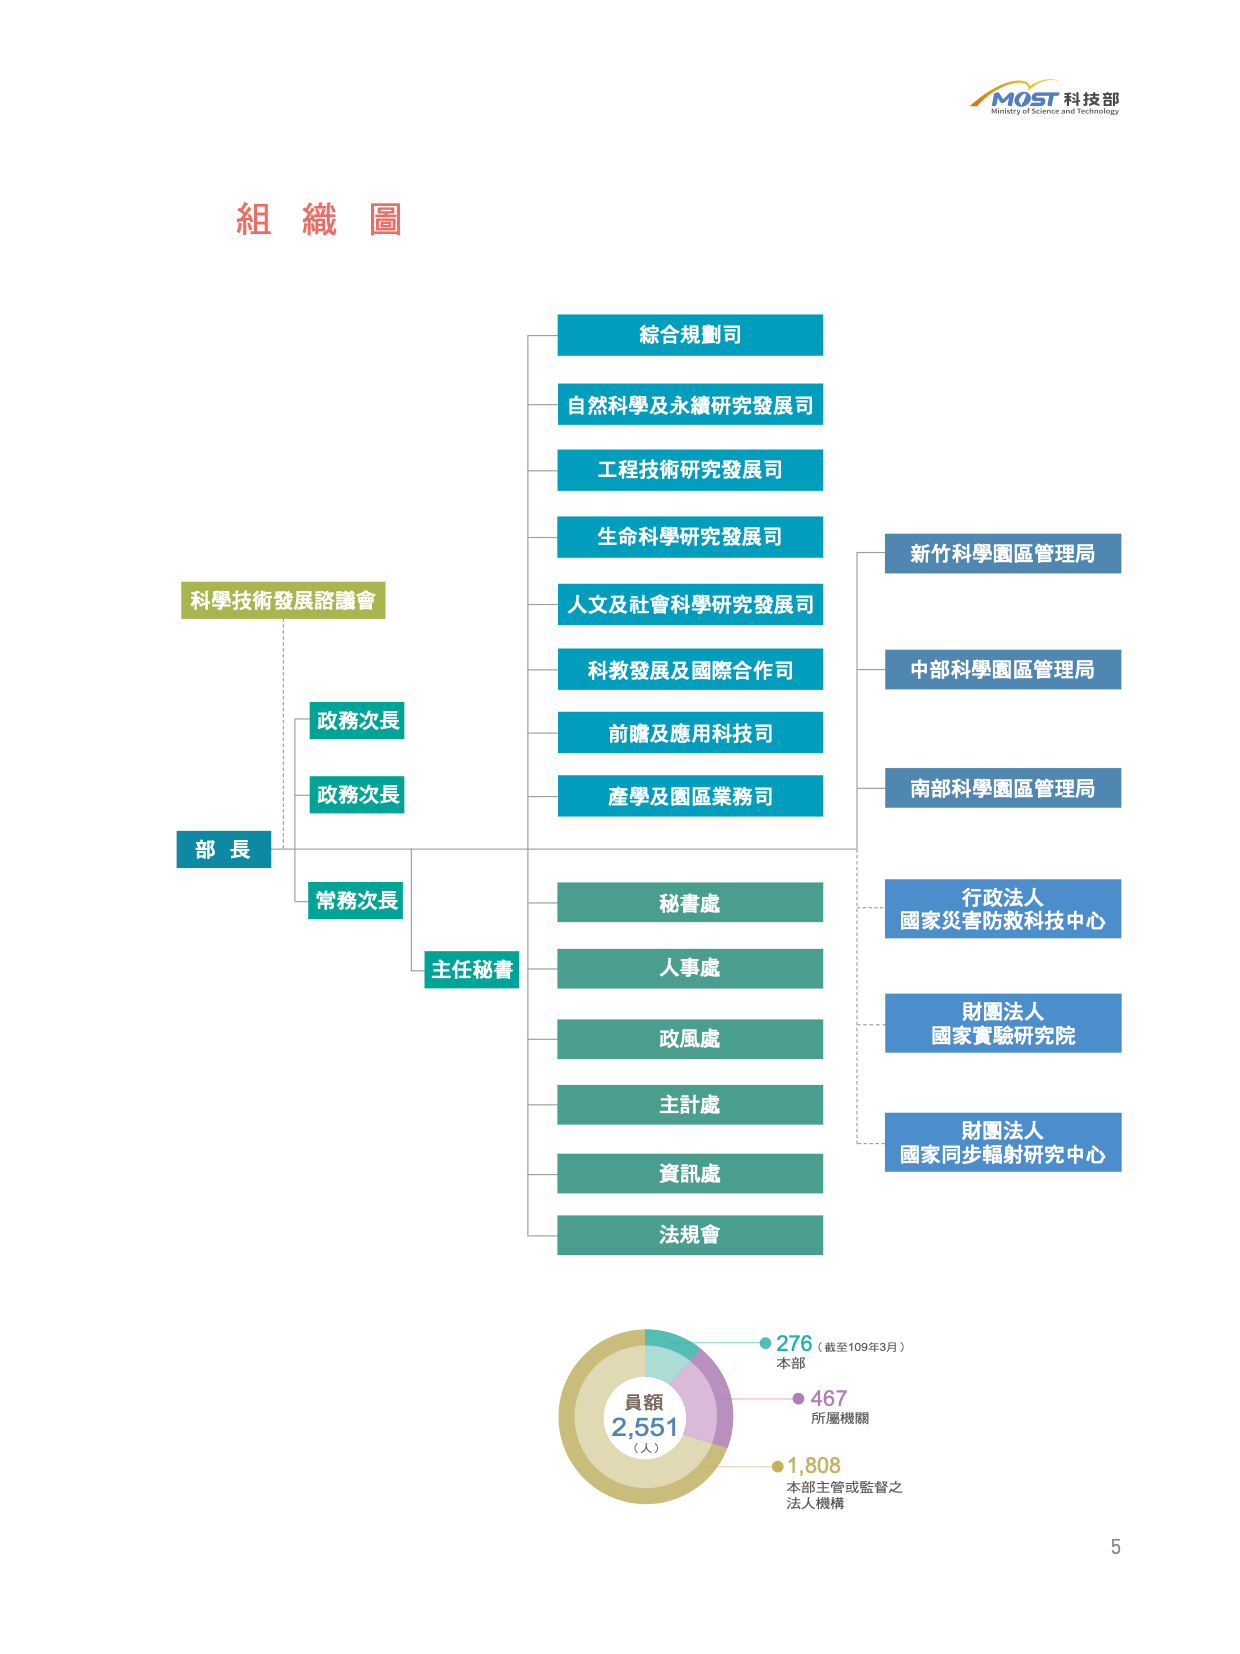 MOST 科技部
Ministry of Science and Technology
組織圖
綜合規劃司
自然科學及永續研究發展司
工程技術研究發展司
生命科學研究發展司
人文及社會科學研究發展司
科教發展及國際合作司
前瞻及應用科技司
產學及園區業務司
科學技術發展諮議會
政務次長
政務次長
部 長
常務次長
主任秘書
秘書處
人事處
政風處
主計處
資訊處
法規會
新竹科學園區管理局
中部科學園區管理局
南部科學園區管理局
行政法人
國家災害防救科技中心
財團法人
國家實驗研究院
財團法人
國家同步輻射研究中心
員額
2,551
（人）
276（截至109年3月）
本部
467
所屬機關
1,808
本部主管或監督之
法人機構
5